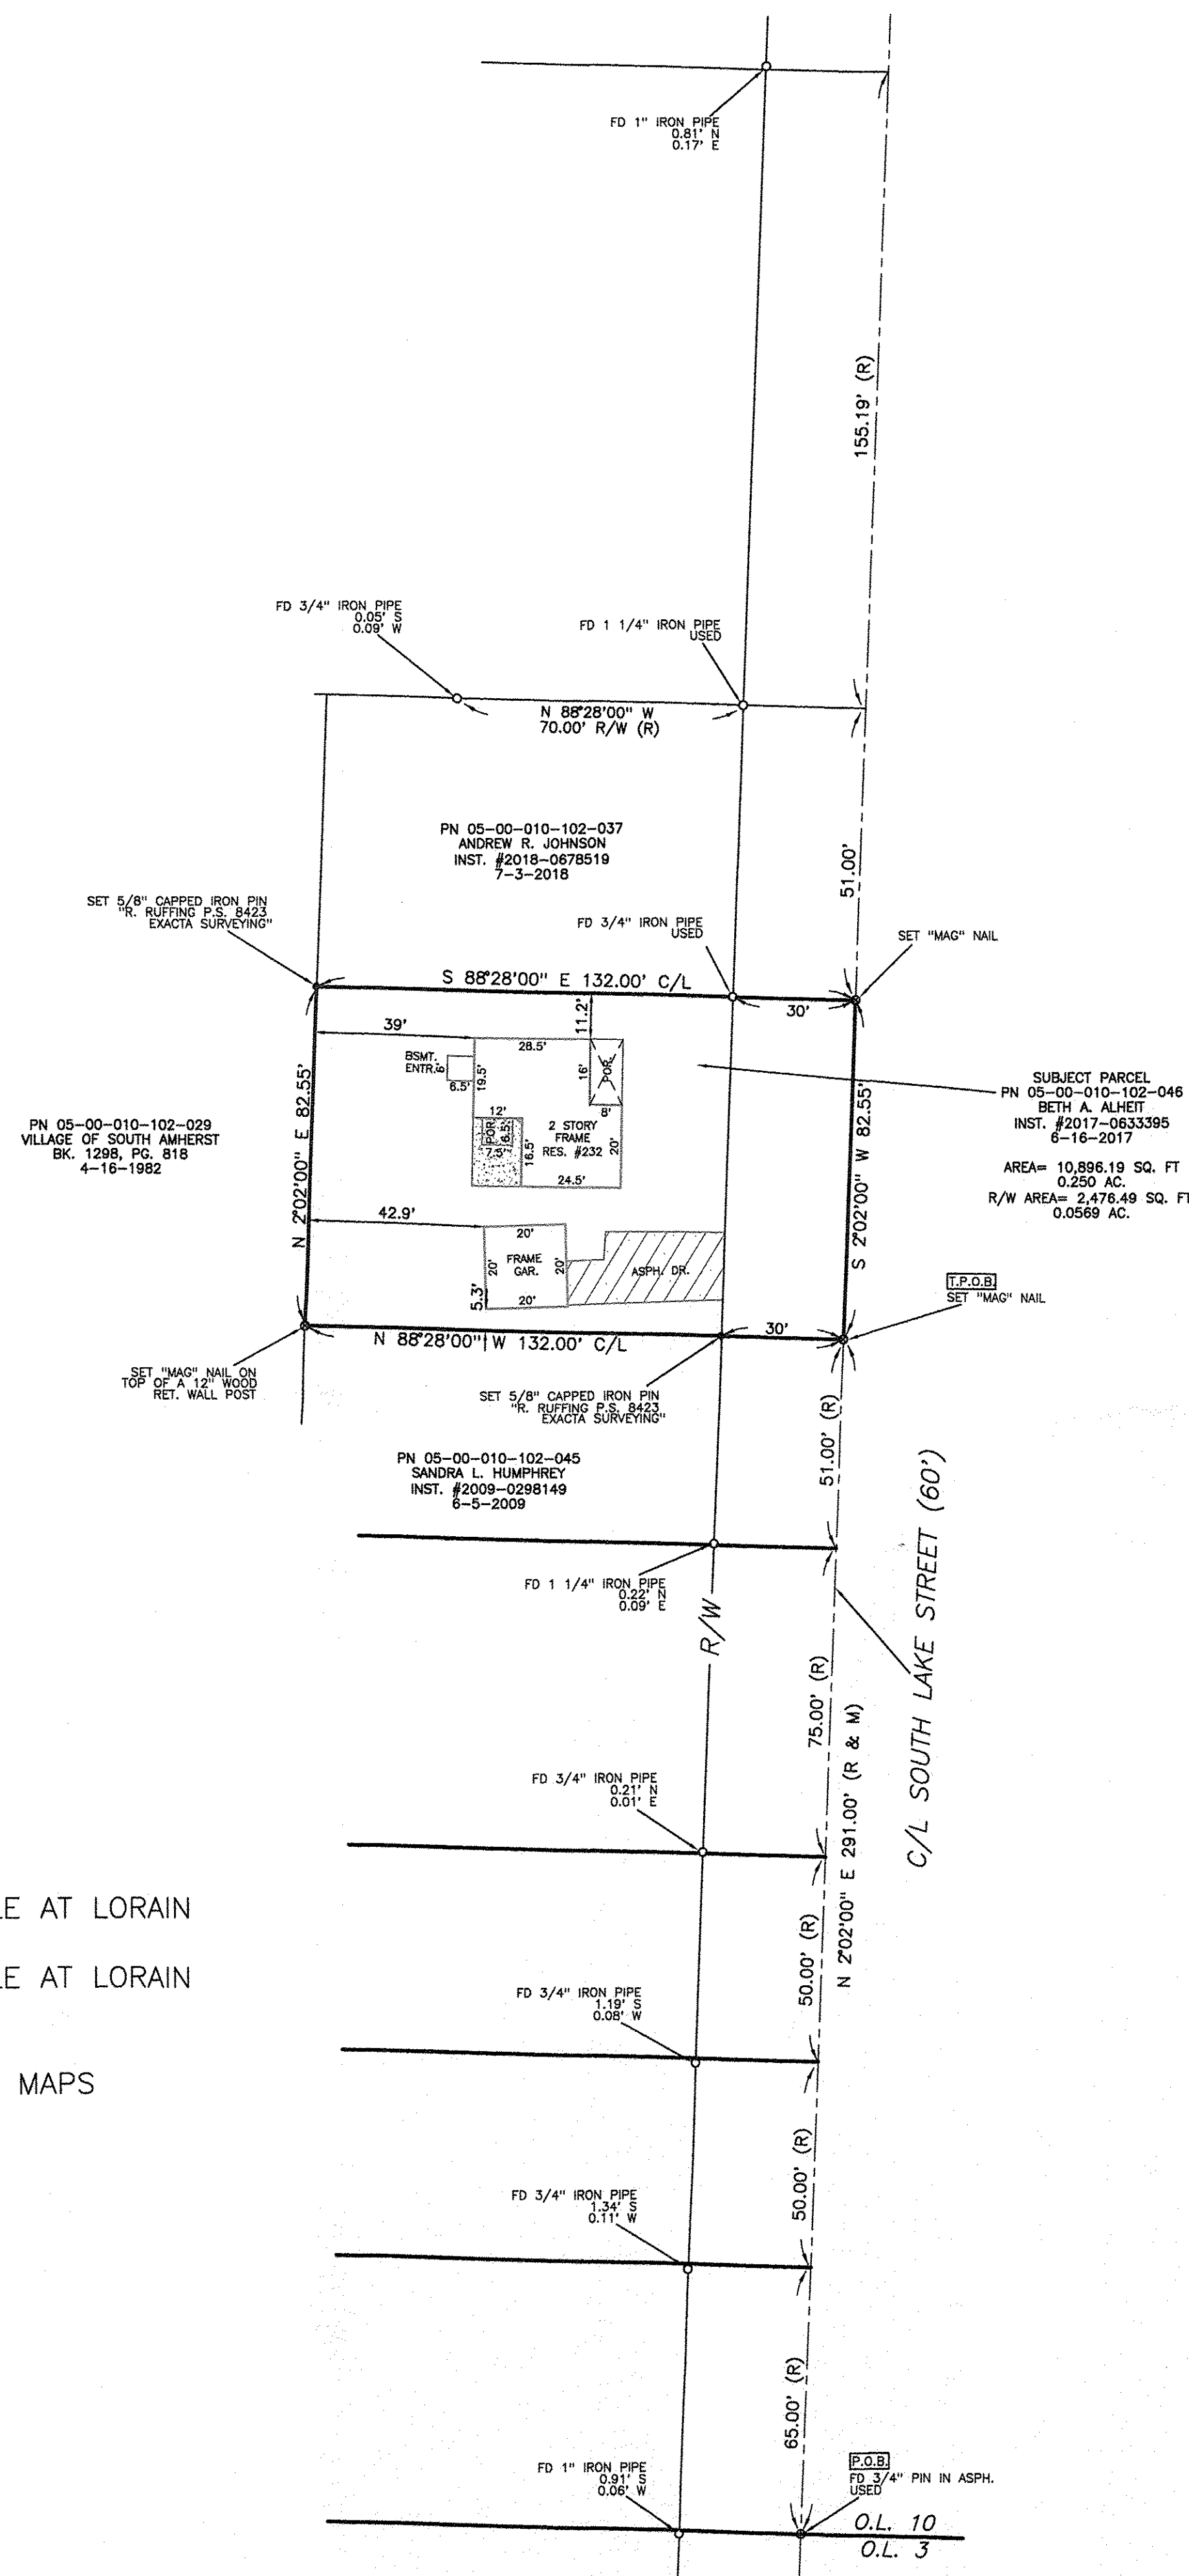 FD 1" IRON PIPE
0.81' N
0.17' E
155.19' (R)
FD 3/4" IRON PIPE
0.05' S
0.09' W
FD 1 1/4" IRON PIPE
USED
N 88°28'00" W
70.00' R/W (R)
PN 05-00-010-102-037
ANDREW R. JOHNSON
INST. #2018-0678519
7-3-2018
51.00'
SET 5/8" CAPPED IRON PIN
"R. RUFFING P.S. 8423
EXACTA SURVEYING"
FD 3/4" IRON PIPE
USED
SET "MAG" NAIL
S 88°28'00" E 132.00' C/L
30'
39'
11.2'
28.5'
BSMT.
ENTR.
6'
6.5'
19.5'
16'
POR.
8'
12'
POR.
6.5'
7.5'
16.5'
2 STORY
FRAME
RES. #232
20'
24.5'
SUBJECT PARCEL
PN 05-00-010-102-046
BETH A. ALHEIT
INST. #2017-0633395
6-16-2017
AREA= 10,896.19 SQ. FT
0.250 AC.
R/W AREA= 2,476.49 SQ. FT
0.0569 AC.
PN 05-00-010-102-029
VILLAGE OF SOUTH AMHERST
BK. 1298, PG. 818
4-16-1982
N 2°02'00" E 82.55'
S 2°02'00" W 82.55'
42.9'
20'
FRAME
GAR.
20'
20'
20'
5.3'
ASPH. DR.
T.P.O.B.
SET "MAG" NAIL
N 88°28'00" W 132.00' C/L
30'
SET "MAG" NAIL ON
TOP OF A 12" WOOD
RET. WALL POST
SET 5/8" CAPPED IRON PIN
"R. RUFFING P.S. 8423
EXACTA SURVEYING"
51.00' (R)
PN 05-00-010-102-045
SANDRA L. HUMPHREY
INST. #2009-0298149
6-5-2009
FD 1 1/4" IRON PIPE
0.22' N
0.09' E
R/W
C/L SOUTH LAKE STREET (60')
75.00' (R)
N 2°02'00" E 291.00' (R & M)
FD 3/4" IRON PIPE
0.21' N
0.01' E
LE AT LORAIN
50.00' (R)
LE AT LORAIN
FD 3/4" IRON PIPE
1.19' S
0.08' W
MAPS
50.00' (R)
FD 3/4" IRON PIPE
1.34' S
0.11' W
65.00' (R)
FD 1" IRON PIPE
0.91' S
0.06' W
P.O.B.
FD 3/4" PIN IN ASPH.
USED
O.L. 10
O.L. 3